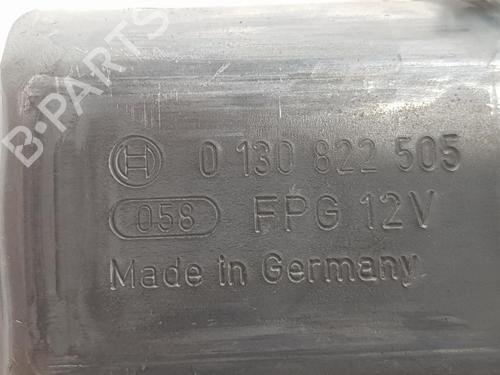 B-PARTS
0 130 822 505
058 FPG 12V
Made in Germany